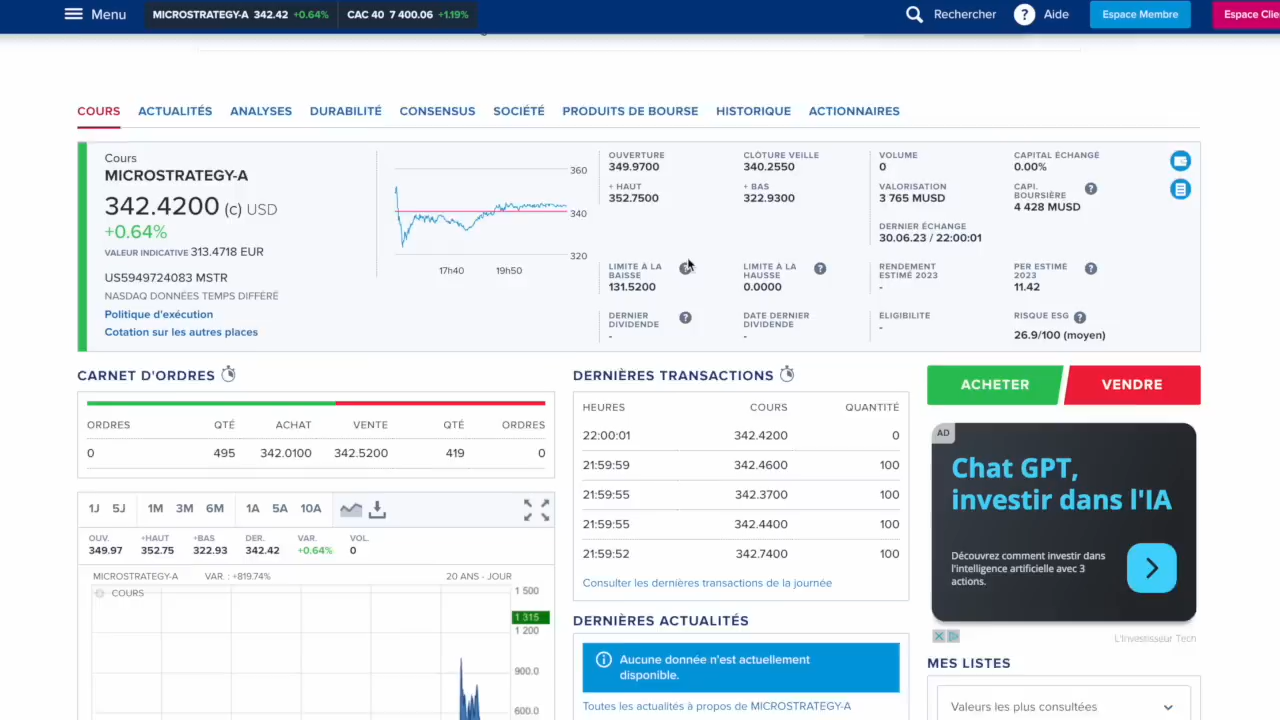 Menu
MICROSTRATEGY-A 342.42 +0.64% CAC 40 7 400.06 +1.19%
Rechercher
? Aide
Espace Membre
Espace Clie
COURS ACTUALITÉS ANALYSES DURABILITÉ CONSENSUS SOCIÉTÉ PRODUITS DE BOURSE HISTORIQUE ACTIONNAIRES
Cours
MICROSTRATEGY-A
342.4200 (c) USD
+0.64%
VALEUR INDICATIVE 313.4718 EUR
US5949724083 MSTR
NASDAQ DONNÉES TEMPS DIFFÉRÉ
Politique d'exécution
Cotation sur les autres places
360
340
320
17h40 19h50
OUVERTURE
349.9700
CLÔTURE VEILLE
340.2550
VOLUME
0
CAPITAL ÉCHANGÉ
0.00%
+ HAUT
352.7500
+ BAS
322.9300
VALORISATION
3 765 MUSD
CAPI.
BOURSIÈRE ?
4 428 MUSD
DERNIER ÉCHANGE
30.06.23 / 22:00:01
LIMITE À LA
BAISSE ?
131.5200
LIMITE À LA
HAUSSE ?
0.0000
RENDEMENT
ESTIMÉ 2023
-
PER ESTIMÉ
2023 ?
11.42
DERNIER
DIVIDENDE ?
-
DATE DERNIER
DIVIDENDE
-
ÉLIGIBILITÉ
-
RISQUE ESG ?
26.9/100 (moyen)
CARNET D'ORDRES
ORDRES QTÉ ACHAT VENTE QTÉ ORDRES
0 495 342.0100 342.5200 419 0
1J 5J 1M 3M 6M 1A 5A 10A
OUV. +HAUT +BAS DER. VAR. VOL.
349.97 352.75 322.93 342.42 +0.64% 0
MICROSTRATEGY-A VAR. : +819.74% 20 ANS - JOUR
COURS
1 500
1 315
1 200
900.0
600.0
DERNIÈRES TRANSACTIONS
HEURES COURS QUANTITÉ
22:00:01 342.4200 0
21:59:59 342.4600 100
21:59:55 342.3700 100
21:59:55 342.4400 100
21:59:52 342.7400 100
Consulter les dernières transactions de la journée
DERNIÈRES ACTUALITÉS
Aucune donnée n'est actuellement
disponible.
Toutes les actualités à propos de MICROSTRATEGY-A
ACHETER VENDRE
AD
Chat GPT,
investir dans l'IA
Découvrez comment investir dans
l'intelligence artificielle avec 3
actions.
L'Investisseur Tech
MES LISTES
Valeurs les plus consultées